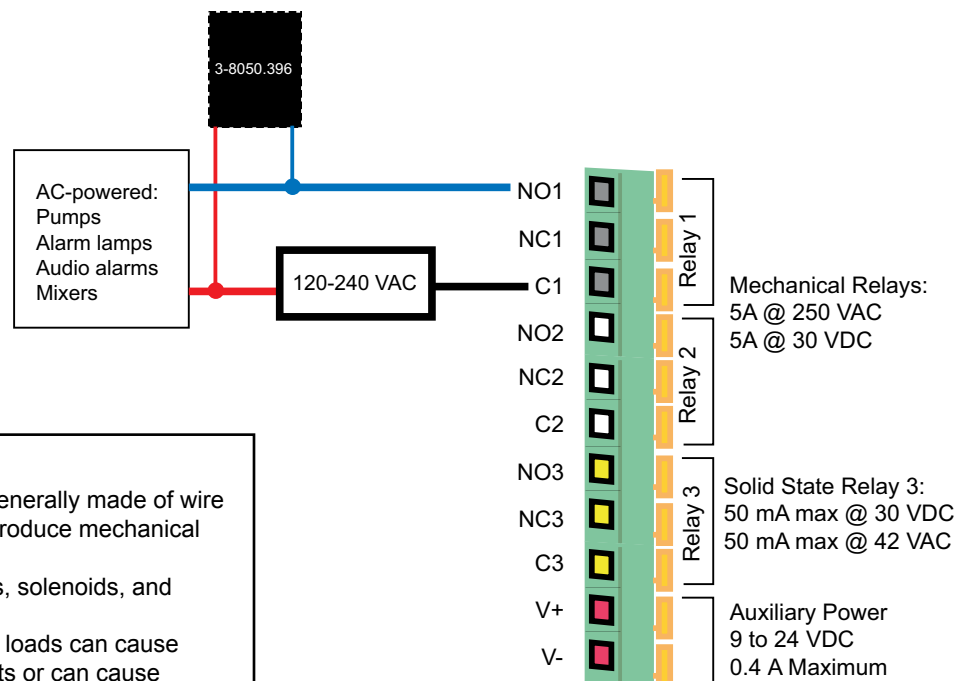 3-8050.396
AC-powered:
Pumps
Alarm lamps
Audio alarms
Mixers
120-240 VAC
NO1
NC1
C1
NO2
NC2
C2
NO3
NC3
C3
V+
V-
Relay 1
Relay 2
Relay 3
Mechanical Relays:
5A @ 250 VAC
5A @ 30 VDC
Solid State Relay 3:
50 mA max @ 30 VDC
50 mA max @ 42 VAC
Auxiliary Power
9 to 24 VDC
0.4 A Maximum
generally made of wire
produce mechanical
solenoids, and
loads can cause
or can cause